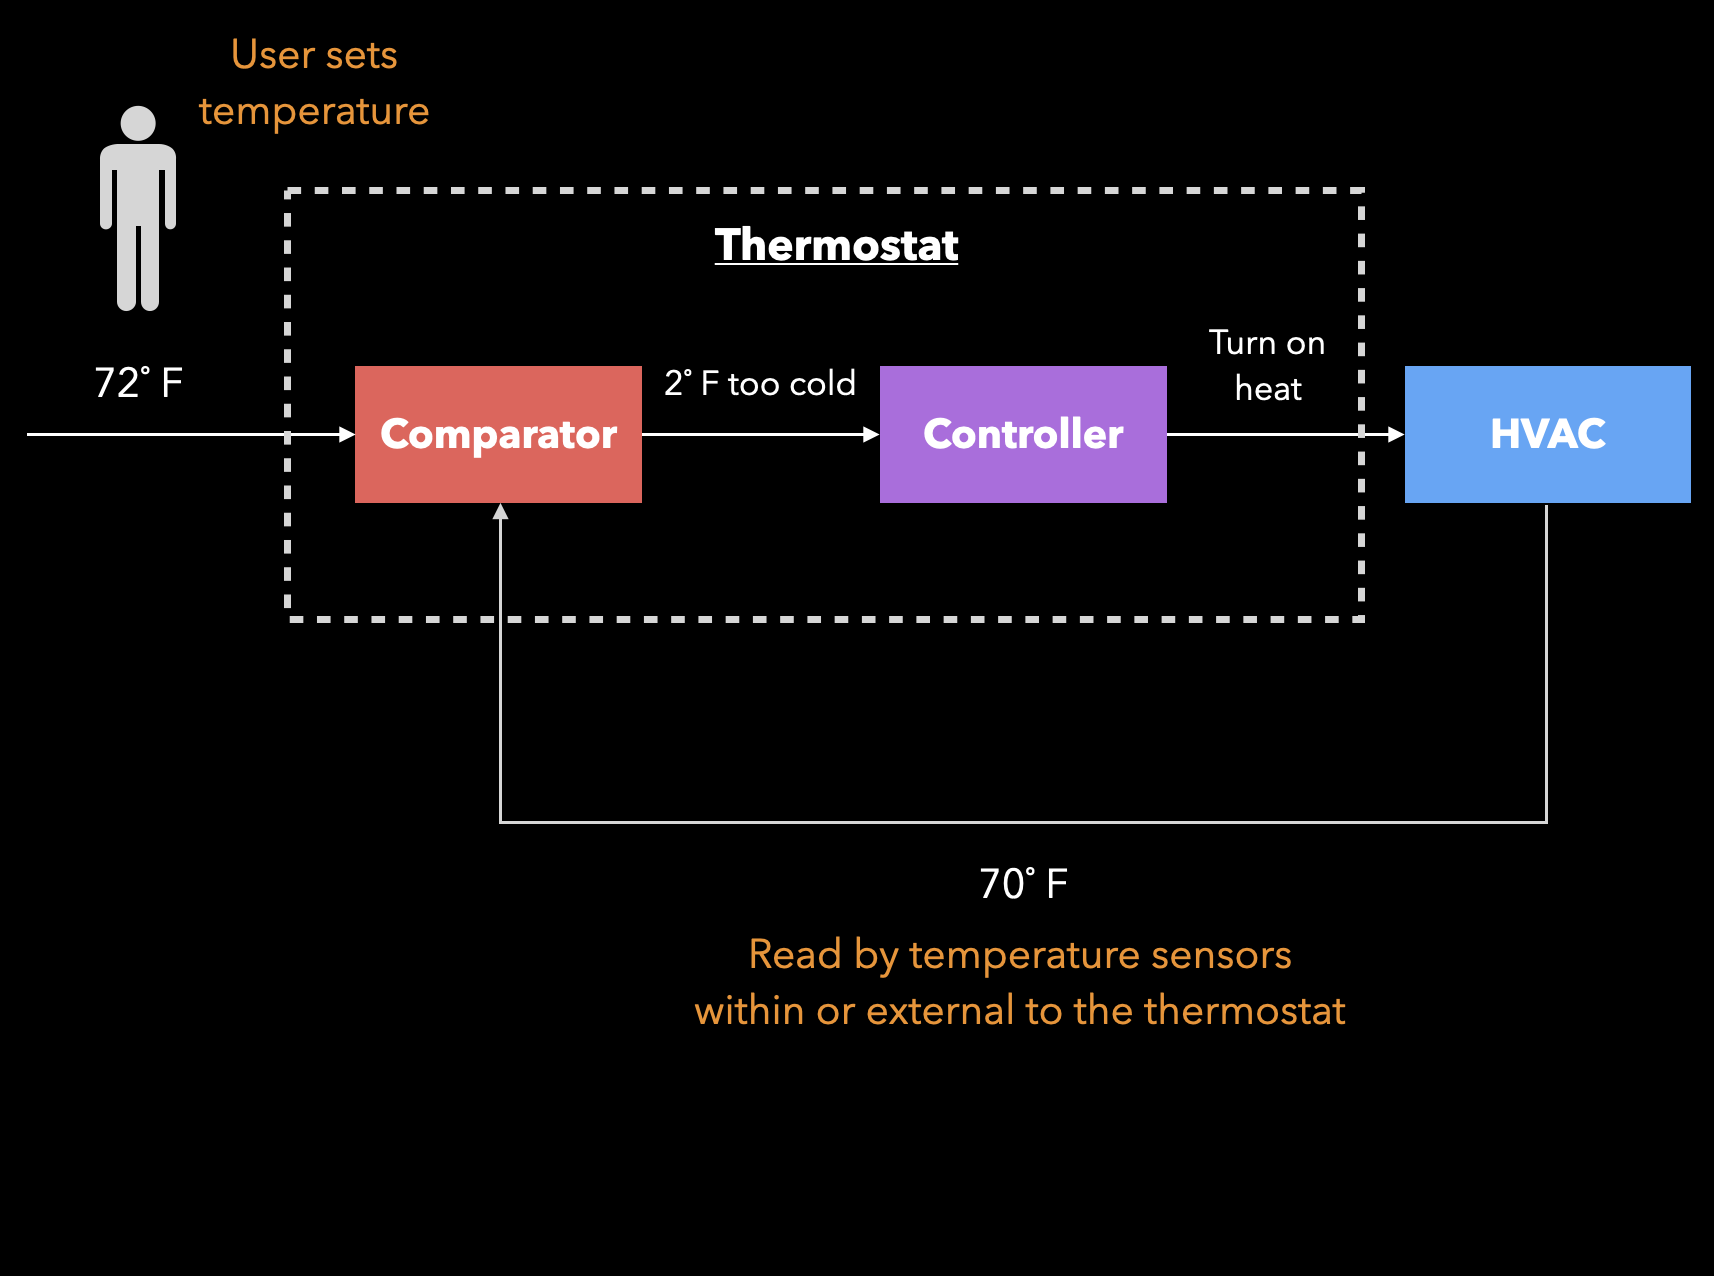 User sets
temperature
Thermostat
72˚ F
2˚ F too cold
Turn on
heat
Comparator
Controller
HVAC
70˚ F
Read by temperature sensors
within or external to the thermostat